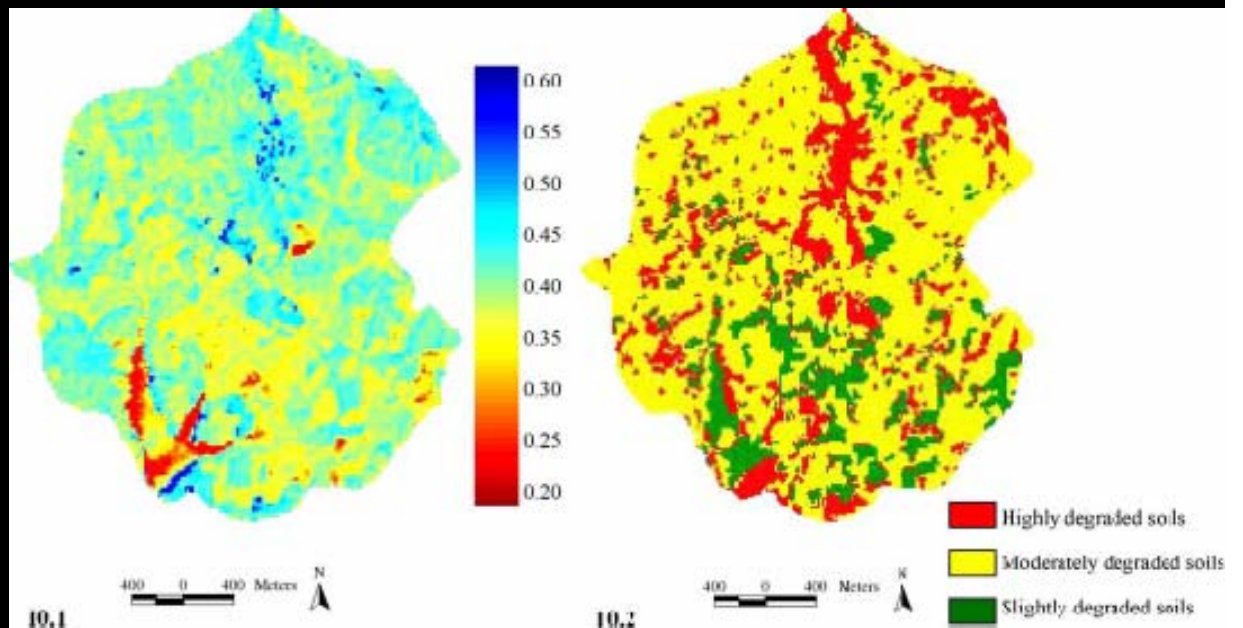 0.60
0.55
0.50
0.45
0.40
0.35
0.30
0.25
0.20
400 0 400 Meters
N
10.1
Highly degraded soils
Moderately degraded soils
Slightly degraded soils
400 0 400 Meters
N
10.2